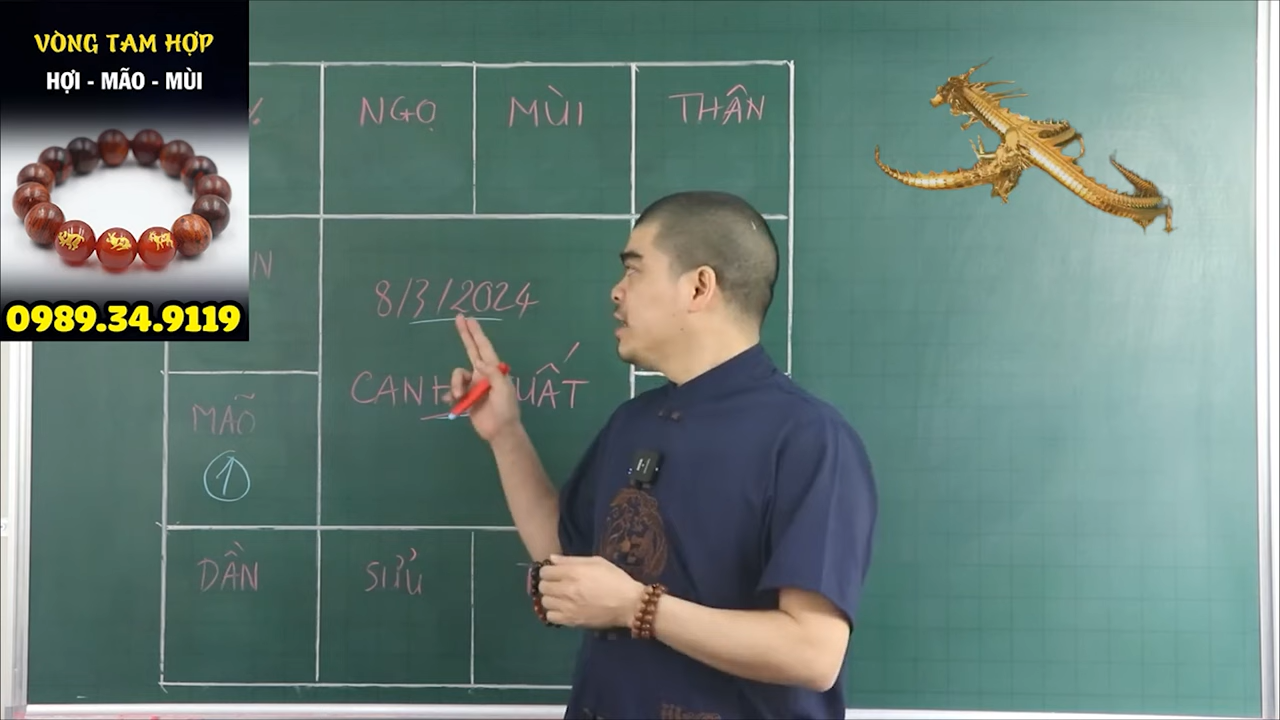 VÒNG TAM HỢP
HỢI - MÃO - MÙI
0989.34.9119
NGỌ
MÙI
THÂN
8/3/2024
MÃO
1
DẦN
SỬU